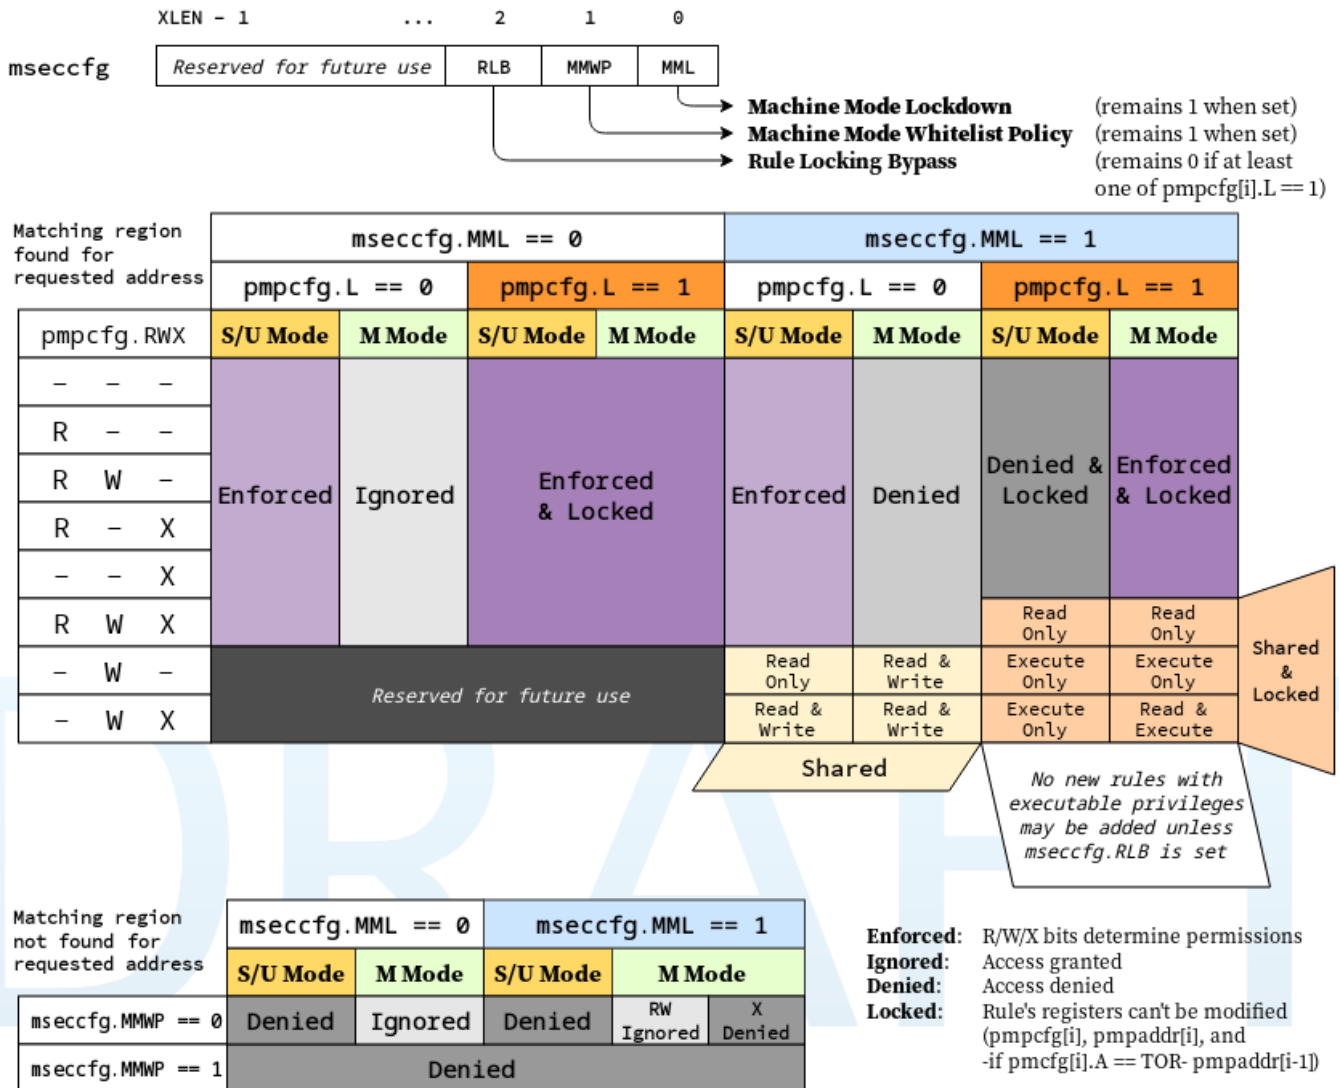 XLEN - 1 ... 2 1 0
mseccfg Reserved for future use RLB MMWP MML
Machine Mode Lockdown (remains 1 when set)
Machine Mode Whitelist Policy (remains 1 when set)
Rule Locking Bypass (remains 0 if at least
one of pmpcfg[i].L == 1)
Matching region
found for
requested address
mseccfg.MML == 0 mseccfg.MML == 1
pmpcfg.L == 0 pmpcfg.L == 1 pmpcfg.L == 0 pmpcfg.L == 1
pmpcfg.RWX S/U Mode M Mode S/U Mode M Mode S/U Mode M Mode S/U Mode M Mode
- - -
R - -
R W -
R - X
- - X
R W X
- W -
- W X
Enforced
Ignored
Enforced
& Locked
Enforced
Denied
Denied &
Locked
Enforced
& Locked
Read
Only
Read
Only
Reserved for future use
Read
Only
Read &
Write
Execute
Only
Execute
Only
Read &
Write
Read &
Write
Execute
Only
Read &
Execute
Shared
&
Locked
Shared
No new rules with
executable privileges
may be added unless
mseccfg.RLB is set
DRAFT
Matching region
not found for
requested address
mseccfg.MML == 0 mseccfg.MML == 1
S/U Mode M Mode S/U Mode M Mode
mseccfg.MMWP == 0 Denied Ignored Denied
RW
Ignored
X
Denied
mseccfg.MMWP == 1 Denied
Enforced: R/W/X bits determine permissions
Ignored: Access granted
Denied: Access denied
Locked: Rule's registers can't be modified
(pmpcfg[i], pmpaddr[i], and
-if pmcfg[i].A == TOR- pmpaddr[i-1])